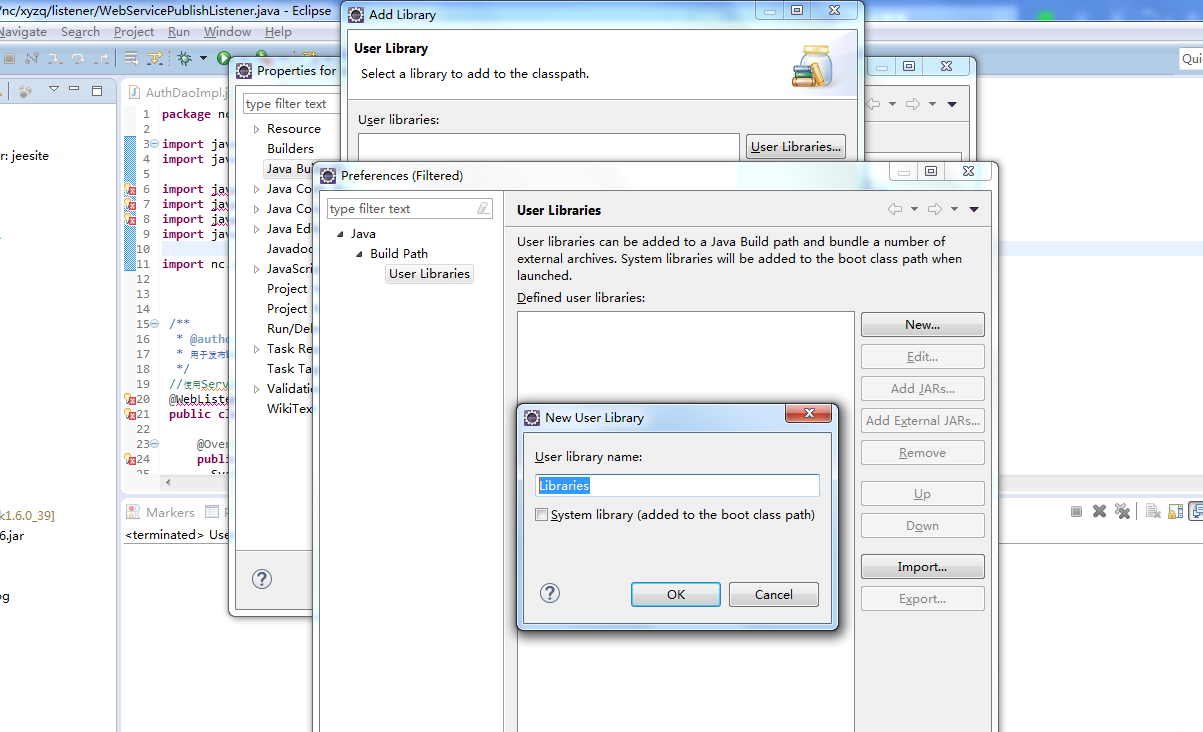 /nc/xyzq/listener/WebServicePublishListener.java - Eclipse
Navigate Search Project Run Window Help
Add Library
User Library
Select a library to add to the classpath.
User libraries:
User Libraries...
Properties for
type filter text
Resource
Builders
Java Bu
Java Co
Java Co
Java Edi
Javadoc
JavaScri
Project
Project
Run/De
Task Re
Task Ta
Validati
WikiTex
r: jeesite
k1.6.0_39]
6.jar
og
AuthDaoImpl.j
1 package nc
2
3 import jav
4 import jav
5
6 import jav
7 import jav
8 import jav
9 import jav
10
11 import nc.
12
13
14
15 /**
16 * @autho
17 * 用于发布
18 */
19 //使用Serv
20 @WebListe
21 public cl
22
23 @Over
24 publi
25 Sys
Markers
<terminated> Use
Qui
Preferences (Filtered)
type filter text
Java
Build Path
User Libraries
User Libraries
User libraries can be added to a Java Build path and bundle a number of
external archives. System libraries will be added to the boot class path when
launched.
Defined user libraries:
New...
Edit...
Add JARs...
Add External JARs...
Remove
Up
Down
Import...
Export...
New User Library
User library name:
Libraries
System library (added to the boot class path)
OK
Cancel